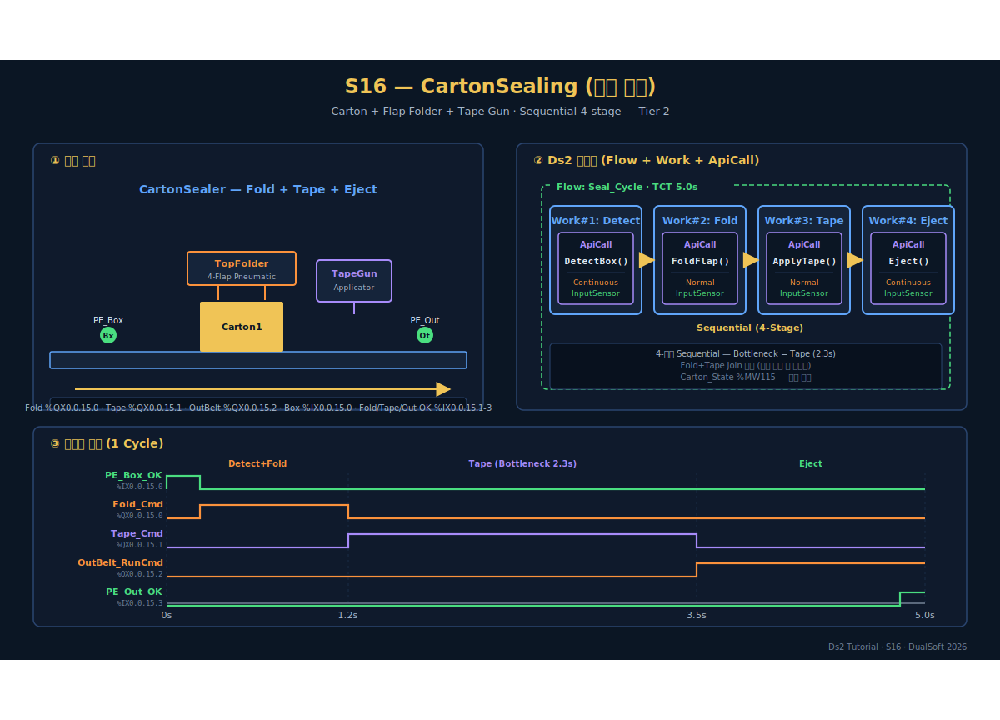 S16 — CartonSealing
Carton + Flap Folder + Tape Gun · Sequential 4-stage — Tier 2
①
CartonSealer — Fold + Tape + Eject
TopFolder
4-Flap Pneumatic
TapeGun
Applicator
PE_Box
Bx
Carton1
PE_Out
Ot
Fold %QX0.0.15.0 · Tape %QX0.0.15.1 · OutBelt %QX0.0.15.2 · Box %IX0.0.15.0 · Fold/Tape/Out OK %IX0.0.15.1-3
② Ds2 (Flow + Work + ApiCall)
Flow: Seal_Cycle · TCT 5.0s
Work#1: Detect
ApiCall
DetectBox()
Continuous
InputSensor
Work#2: Fold
ApiCall
FoldFlap()
Normal
InputSensor
Work#3: Tape
ApiCall
ApplyTape()
Normal
InputSensor
Work#4: Eject
ApiCall
Eject()
Continuous
InputSensor
Sequential (4-Stage)
4- Sequential — Bottleneck = Tape (2.3s)
Fold+Tape Join
Carton_State %MW115 —
③ (1 Cycle)
Detect+Fold
Tape (Bottleneck 2.3s)
Eject
PE_Box_OK
%IX0.0.15.0
Fold_Cmd
%QX0.0.15.0
Tape_Cmd
%QX0.0.15.1
OutBelt_RunCmd
%QX0.0.15.2
PE_Out_OK
%IX0.0.15.3
0s
1.2s
3.5s
5.0s
Ds2 Tutorial · S16 · DualSoft 2026